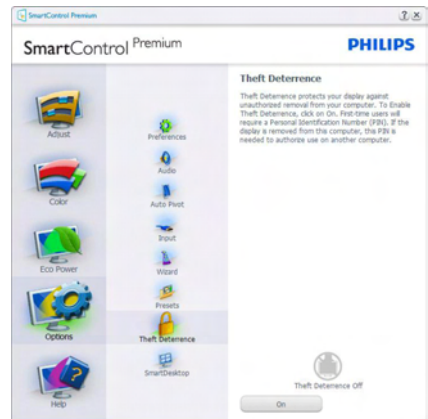 SmartControl Premium
SmartControl Premium
PHILIPS
Adjust
Color
Eco Power
Options
Help
Preferences
Audio
Auto Pivot
Input
Wizard
Presets
Theft Deterrence
SmartDesktop
Theft Deterrence
Theft Deterrence protects your display against
unauthorized removal from your computer. To Enable
Theft Deterrence, click on On. First-time users will
require a Personal Identification Number (PIN). If the
display is removed from this computer, this PIN is
needed to authorize use on another computer.
Theft Deterrence Off
On